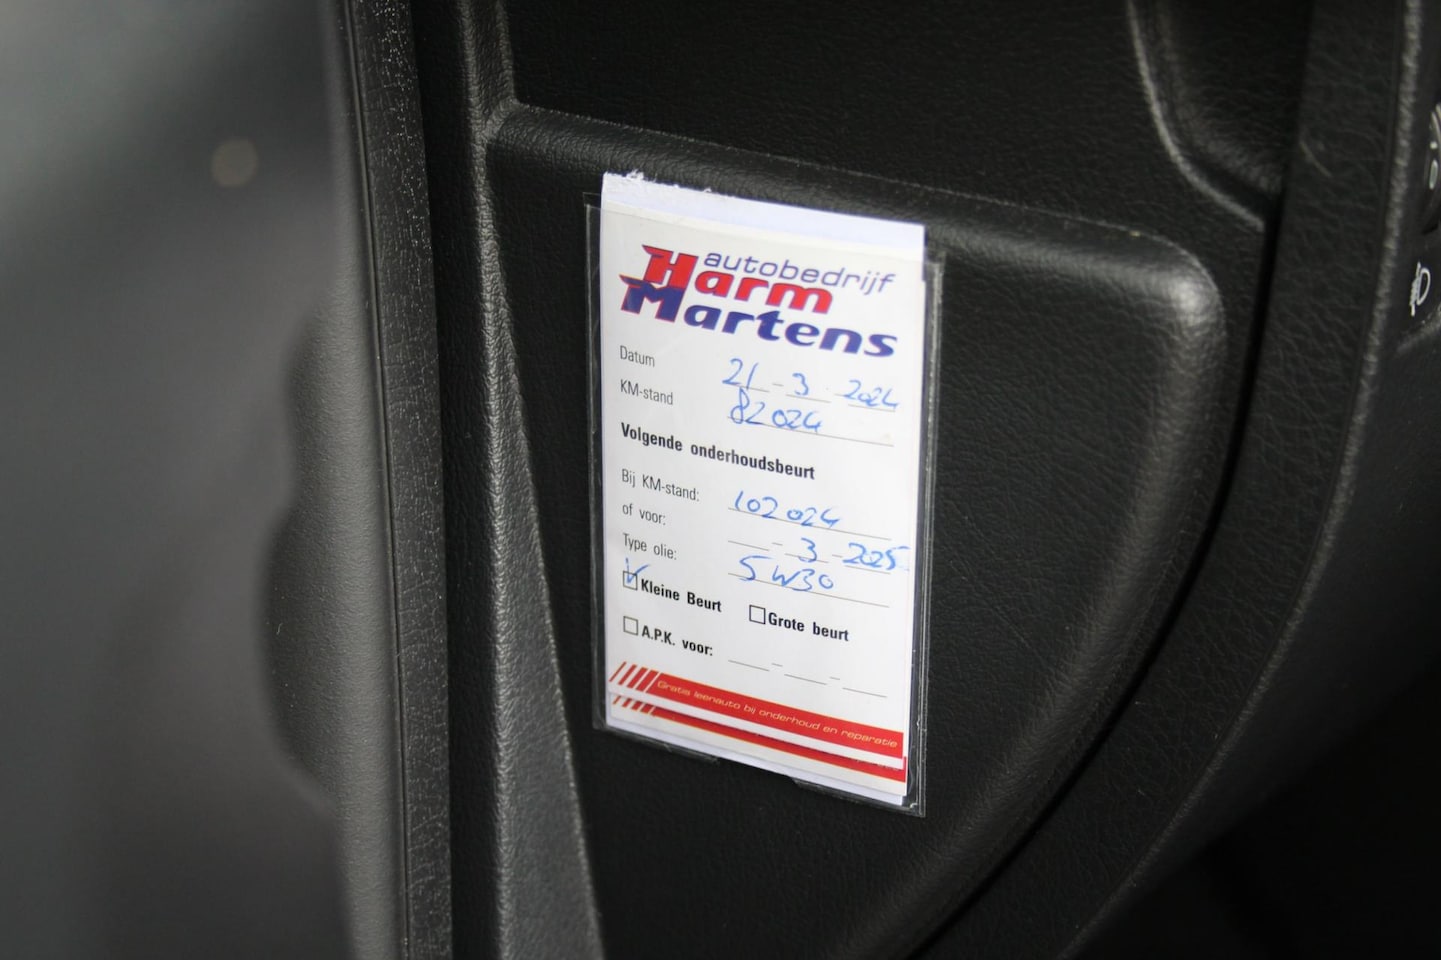 autobedrijf
Harm
Martens
Datum 21 - 3 - 2024
KM-stand 82024
Volgende onderhoudsbeurt
Bij KM-stand: 102024
of voor: - 3 - 2025
Type olie: 5W30
Kleine Beurt Grote beurt
A.P.K. voor: - -
Gratis leenauto bij onderhoud en reparatie